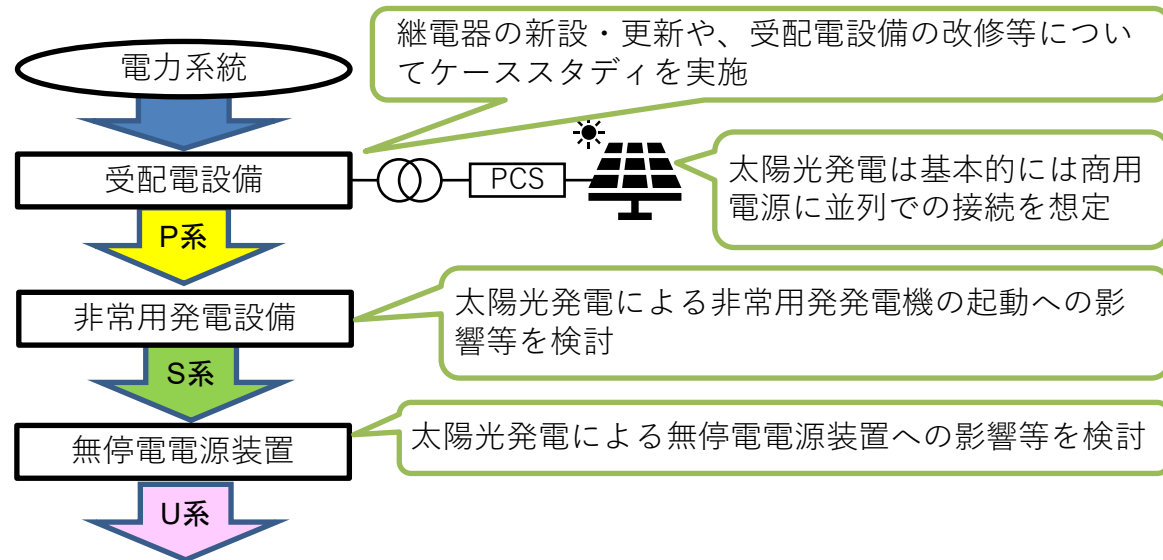 継電器の新設・更新や、受配電設備の改修等につい
てケーススタディを実施
電力系統
受配電設備
PCS
太陽光発電は基本的には商用
電源に並列での接続を想定
P系
非常用発電設備
太陽光発電による非常用発発電機の起動への影
響等を検討
S系
無停電電源装置
太陽光発電による無停電電源装置への影響等を検討
U系